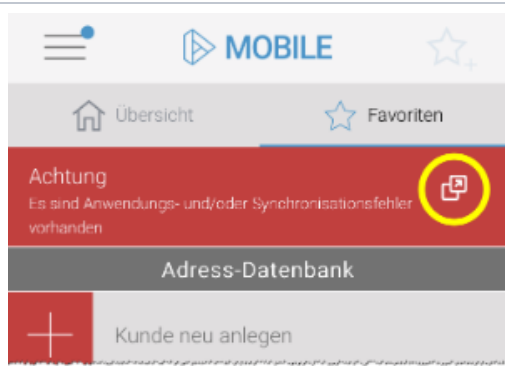 MOBILE
Übersicht
Favoriten
Achtung
Es sind Anwendungs- und/oder Synchronisationsfehler
vorhanden
Adress-Datenbank
Kunde neu anlegen